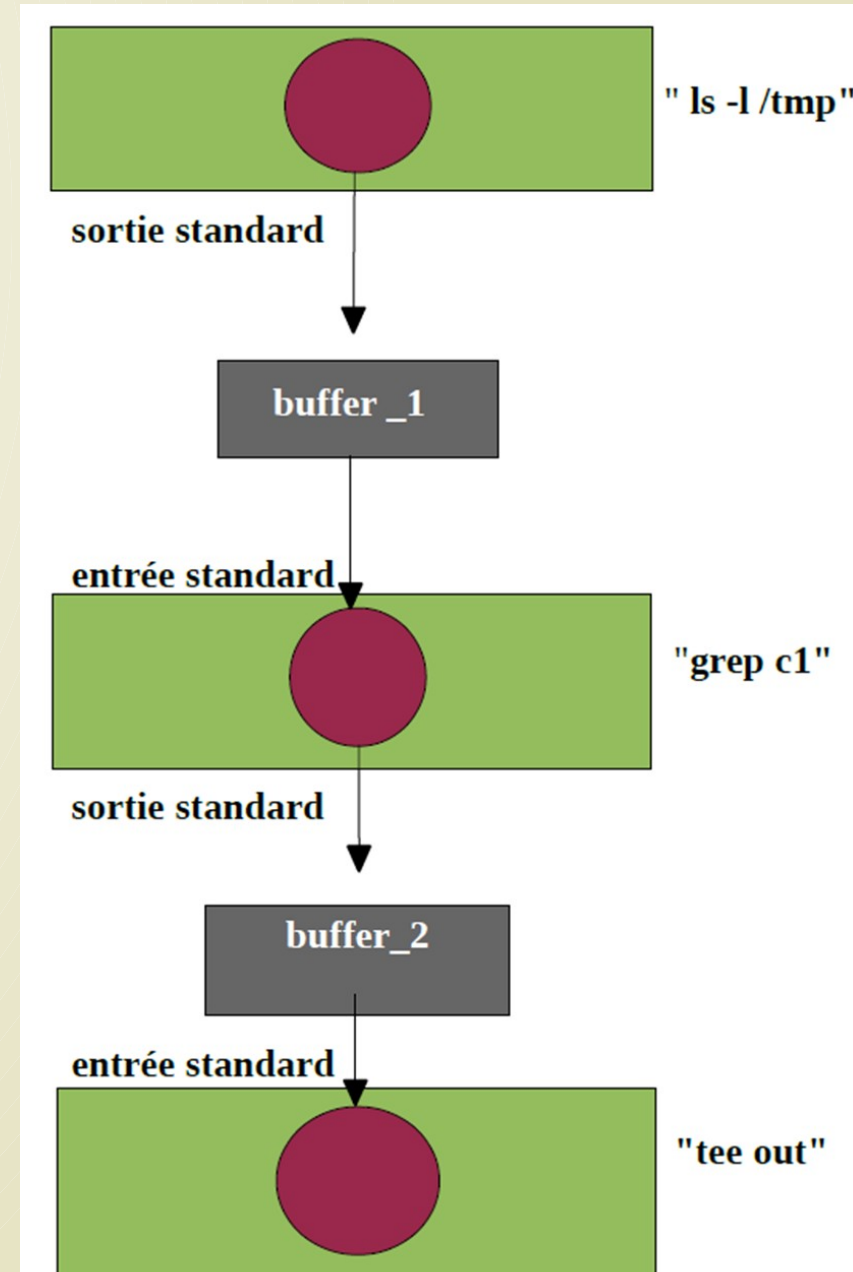 " ls -l /tmp"
sortie standard
buffer _1
entrée standard
"grep c1"
sortie standard
buffer_2
entrée standard
"tee out"